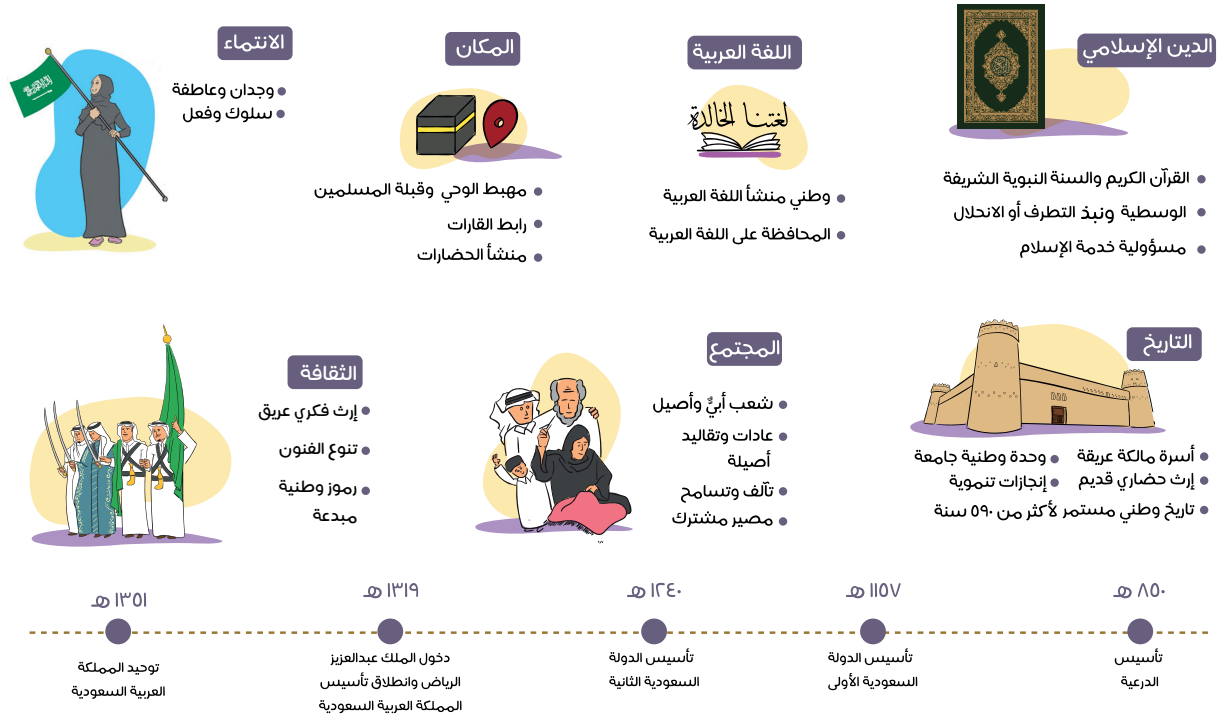 الدين الإسلامي
القرآن الكريم والسنة النبوية الشريفة
الوسطية ونبذ التطرف أو الانحلال
مسؤولية خدمة الإسلام
اللغة العربية
لغتنا الخالدة
وطني منشأ اللغة العربية
المحافظة على اللغة العربية
المكان
مهبط الوحي وقبلة المسلمين
رابط القارات
منشأ الحضارات
الانتماء
وجدان وعاطفة
سلوك وفعل
التاريخ
أسرة مالكة عريقة
وحدة وطنية جامعة
إرث حضاري قديم
إنجازات تنموية
تاريخ وطني مستمر لأكثر من ٥٩٠ سنة
المجتمع
شعب أبيٌّ وأصيل
عادات وتقاليد
أصيلة
تآلف وتسامح
مصير مشترك
الثقافة
إرث فكري عريق
تنوع الفنون
رموز وطنية
مبدعة
٨٥٠ هـ
تأسيس
الدرعية
١١٥٧ هـ
تأسيس الدولة
السعودية الأولى
١٢٤٠ هـ
تأسيس الدولة
السعودية الثانية
١٣١٩ هـ
دخول الملك عبدالعزيز
الرياض وانطلاق تأسيس
المملكة العربية السعودية
١٣٥١ هـ
توحيد المملكة
العربية السعودية